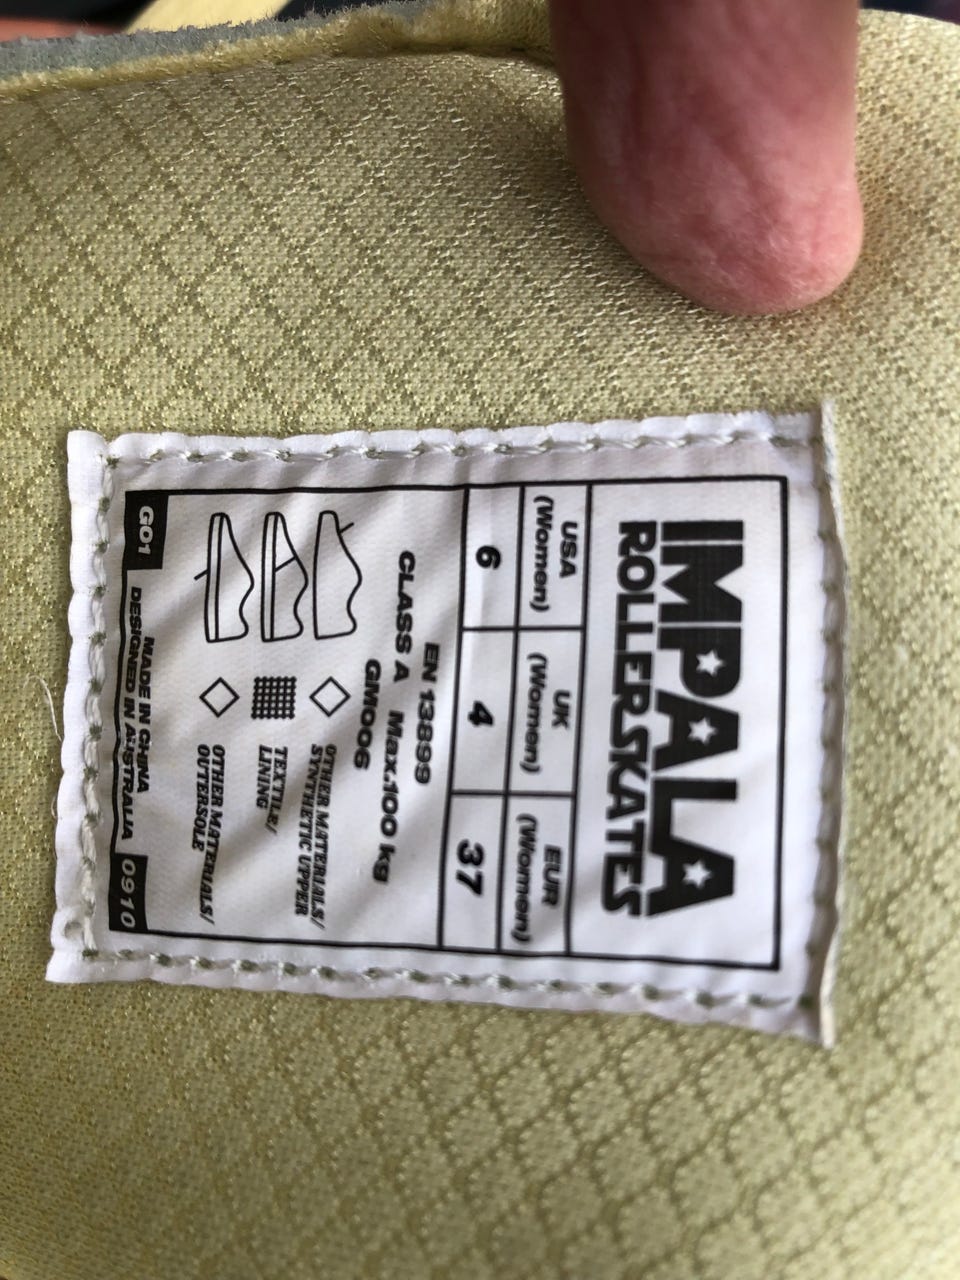 IMPALA
ROLLERSKATES
USA (Women) UK (Women) EUR (Women)
6 4 37
EN 13899
CLASS A Max.100 kg
GM006
OTHER MATERIALS/
SYNTHETIC UPPER
TEXTILE/
LINING
OTHER MATERIALS/
OUTERSOLE
MADE IN CHINA
G01 DESIGNED IN AUSTRALIA 0910